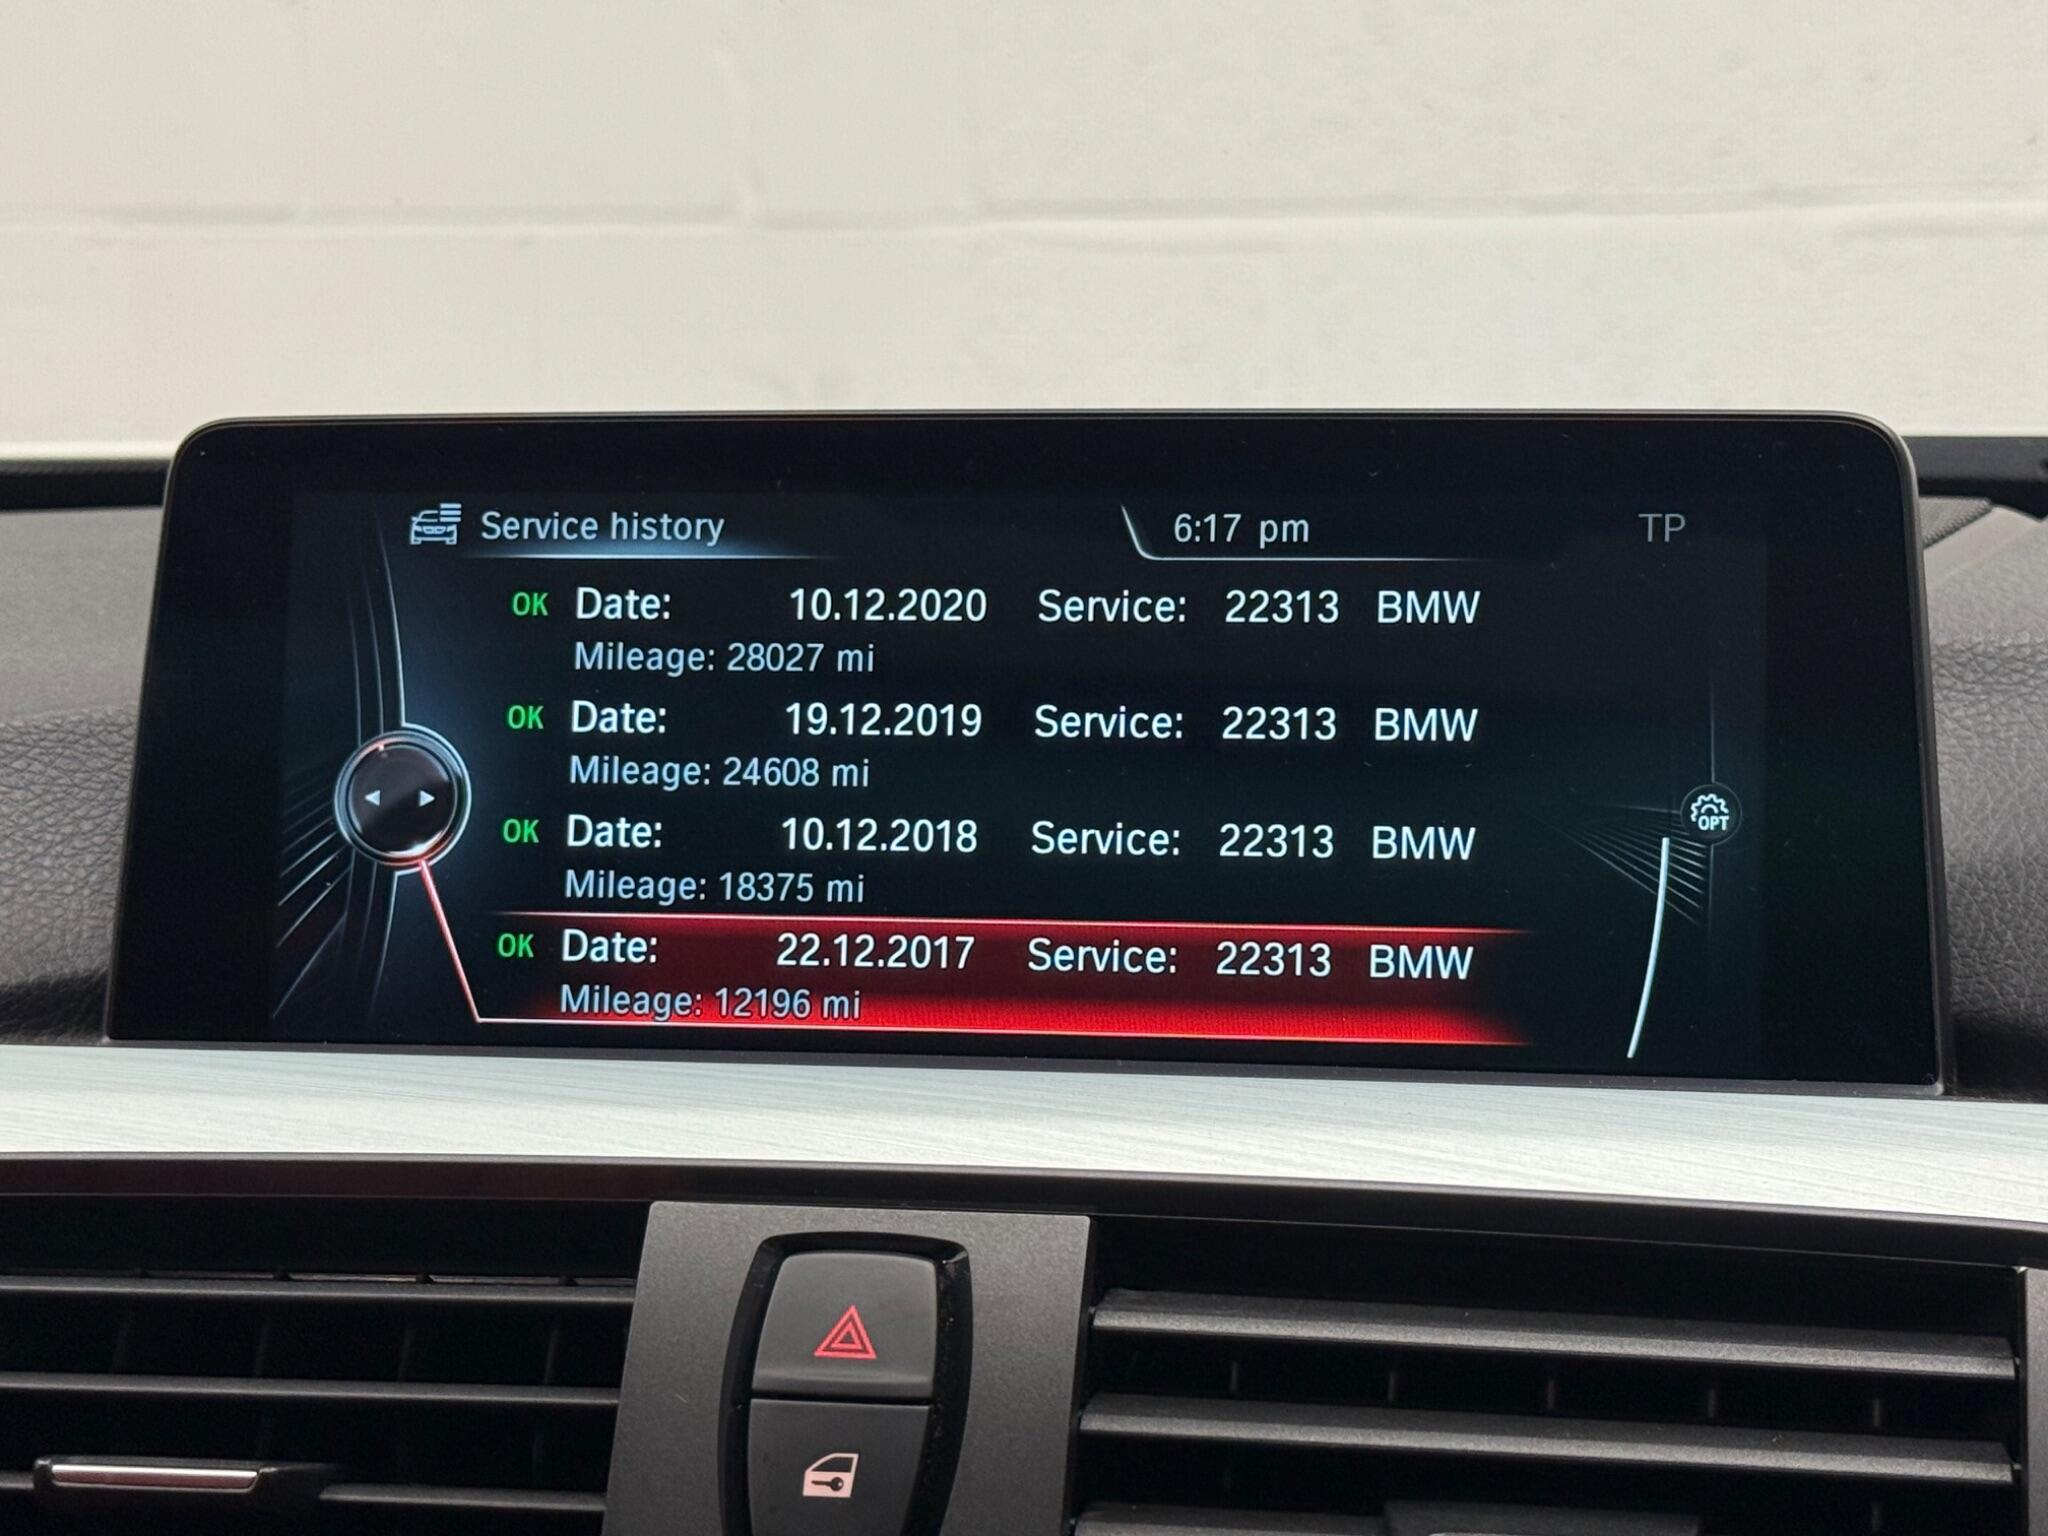 Service history 6:17 pm TP
OK Date: 10.12.2020 Service: 22313 BMW
Mileage: 28027 mi
OK Date: 19.12.2019 Service: 22313 BMW
Mileage: 24608 mi
OK Date: 10.12.2018 Service: 22313 BMW
Mileage: 18375 mi
OPT
OK Date: 22.12.2017 Service: 22313 BMW
Mileage: 12196 mi